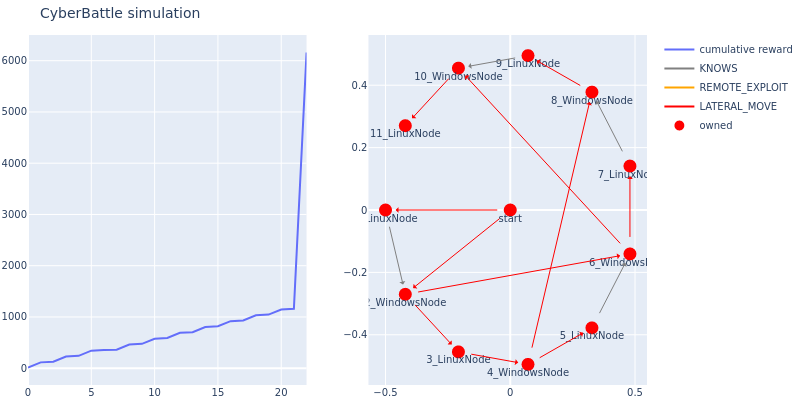 CyberBattle simulation
6000
5000
4000
3000
2000
1000
0
0
5
10
15
20
0.4
0.2
0
−0.2
−0.4
−0.5
0
0.5
9_LinuxNode
10_WindowsNode
8_WindowsNode
11_LinuxNode
7_LinuxNo
.inuxNode
start
6_WindowsN
2_WindowsNode
5_LinuxNode
3_LinuxNode
4_WindowsNode
cumulative reward
KNOWS
REMOTE_EXPLOIT
LATERAL_MOVE
owned